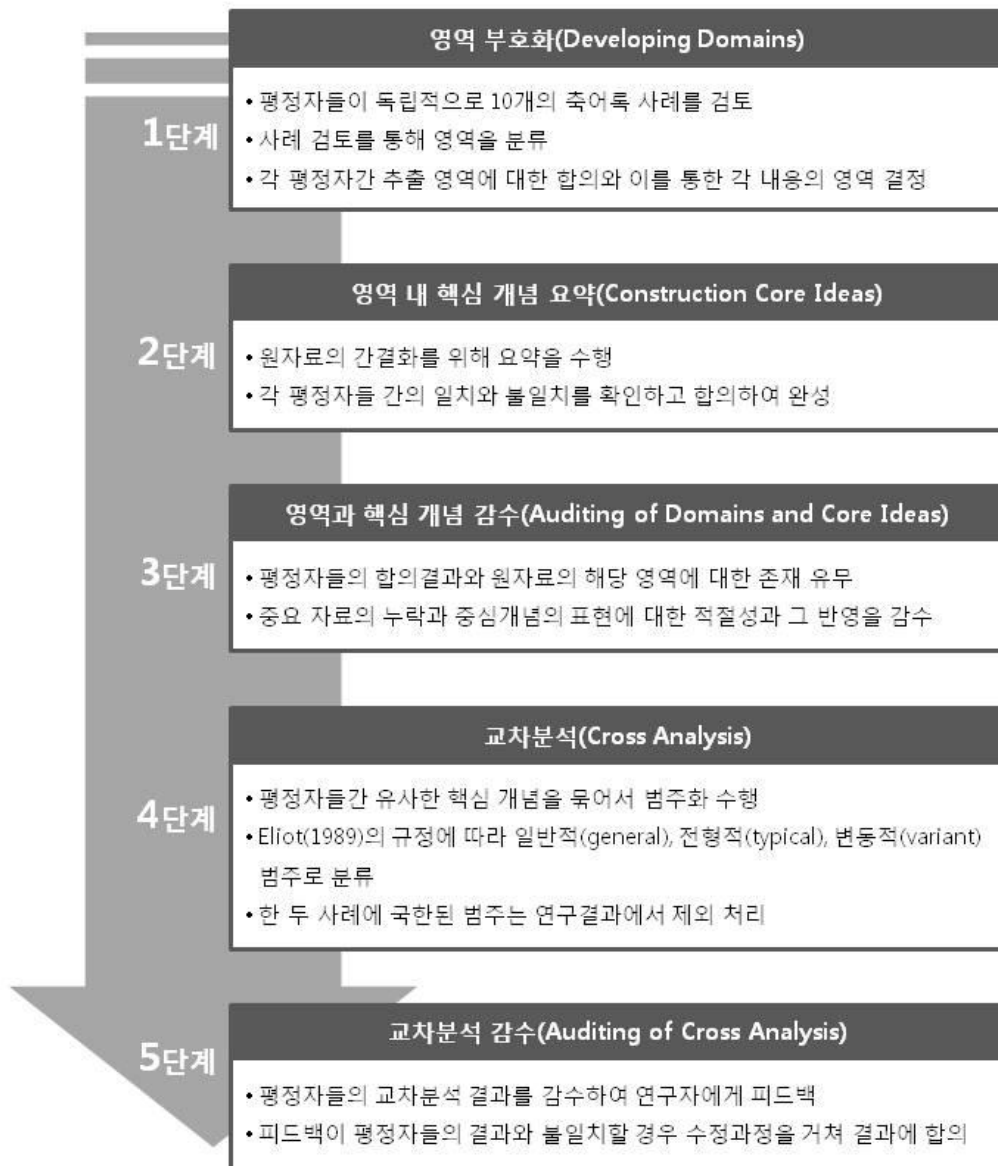 영역 부호화(Developing Domains)
1단계
• 평정자들이 독립적으로 10개의 축어록 사례를 검토
• 사례 검토를 통해 영역을 분류
• 각 평정자간 추출 영역에 대한 합의와 이를 통한 각 내용의 영역 결정
영역 내 핵심 개념 요약(Construction Core Ideas)
2단계
• 원자료의 간결화를 위해 요약을 수행
• 각 평정자들 간의 일치와 불일치를 확인하고 합의하여 완성
영역과 핵심 개념 감수(Auditing of Domains and Core Ideas)
3단계
• 평정자들의 합의결과와 원자료의 해당 영역에 대한 존재 유무
• 중요 자료의 누락과 중심개념의 표현에 대한 적절성과 그 반영을 감수
교차분석(Cross Analysis)
4단계
• 평정자들간 유사한 핵심 개념을 묶어서 범주화 수행
• Eliot(1989)의 규정에 따라 일반적(general), 전형적(typical), 변동적(variant)
범주로 분류
• 한 두 사례에 국한된 범주는 연구결과에서 제외 처리
교차분석 감수(Auditing of Cross Analysis)
5단계
• 평정자들의 교차분석 결과를 감수하여 연구자에게 피드백
• 피드백이 평정자들의 결과와 불일치할 경우 수정과정을 거쳐 결과에 합의